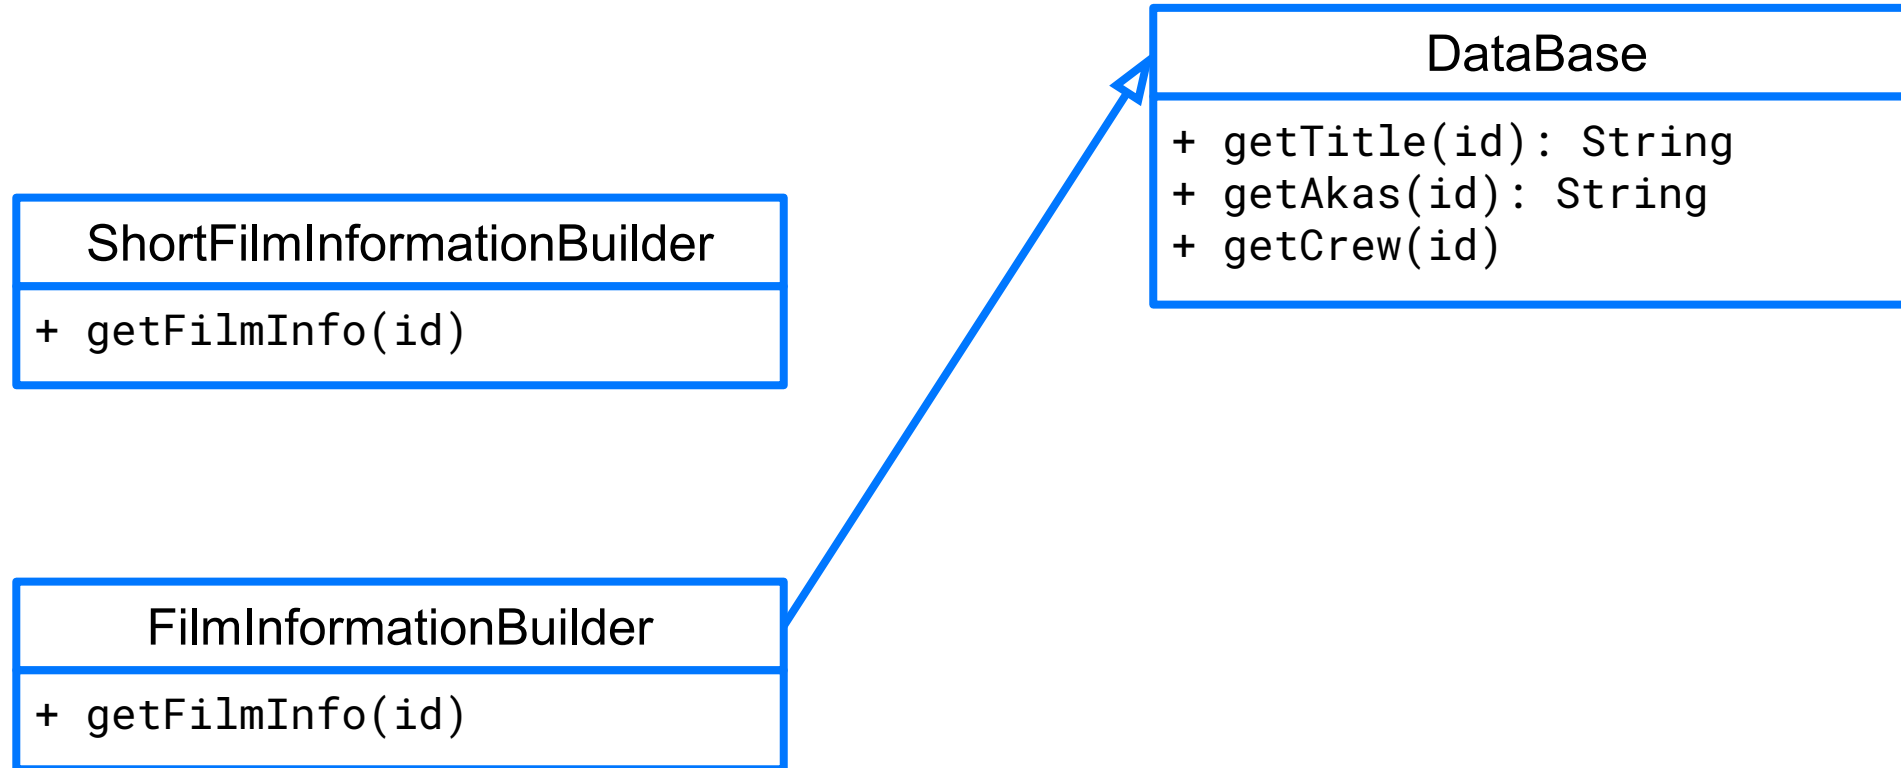 DataBase
+ getTitle(id): String
+ getAkas(id): String
+ getCrew(id)
ShortFilmInformationBuilder
+ getFilmInfo(id)
FilmInformationBuilder
+ getFilmInfo(id)